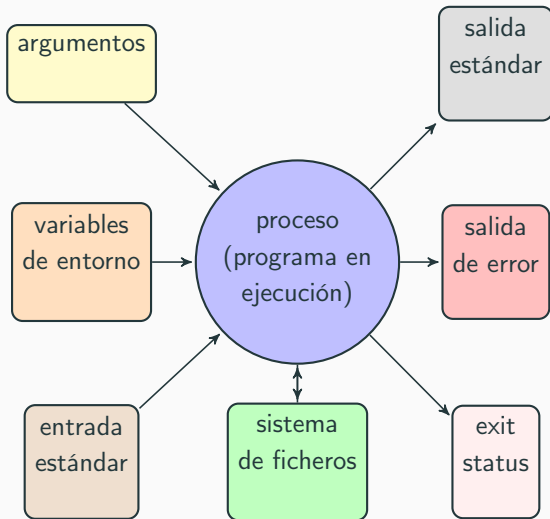 argumentos
salida
estándar
variables
de entorno
proceso
(programa en
ejecución)
salida
de error
entrada
estándar
sistema
de ficheros
exit
status